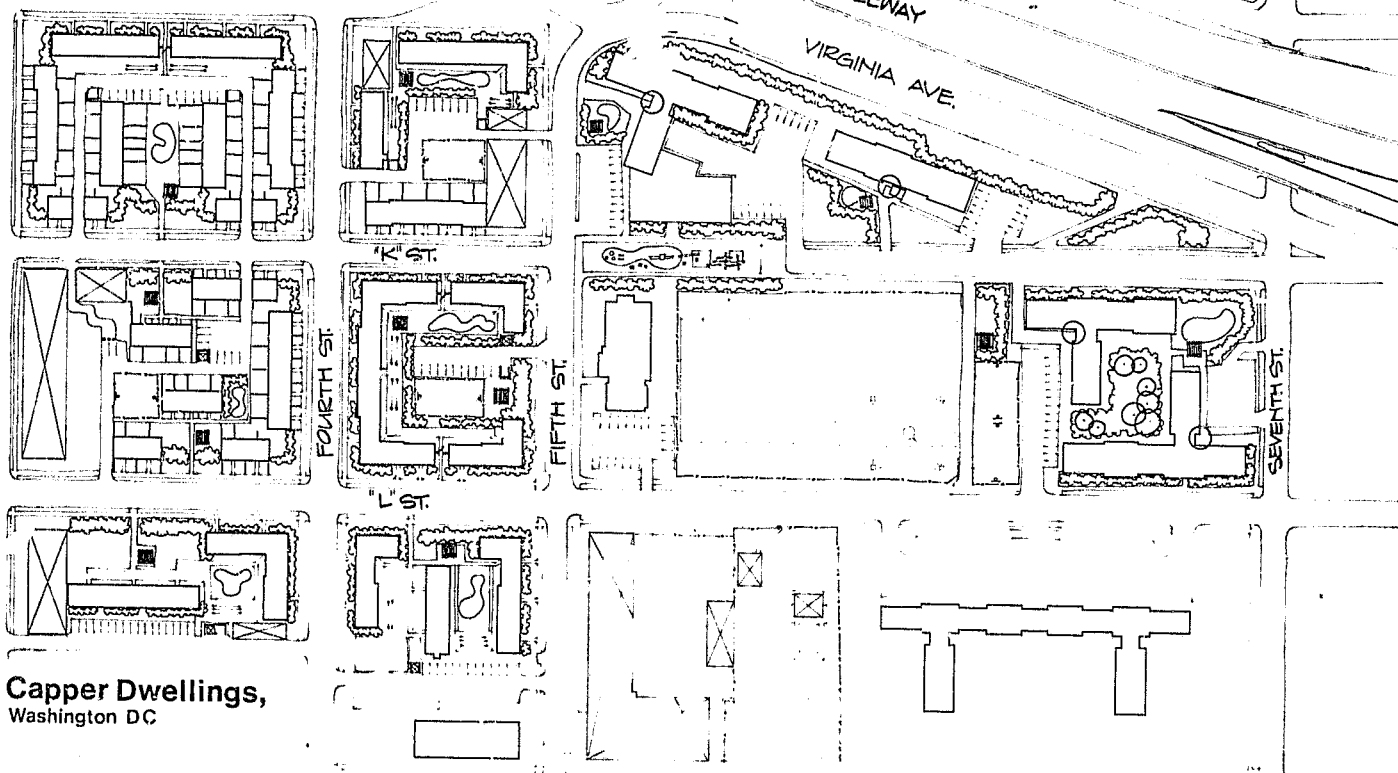 VIRGINIA AVE.
"K" ST.
FOURTH ST.
FIFTH ST.
SEVENTH ST.
"L" ST.
Capper Dwellings,
Washington DC